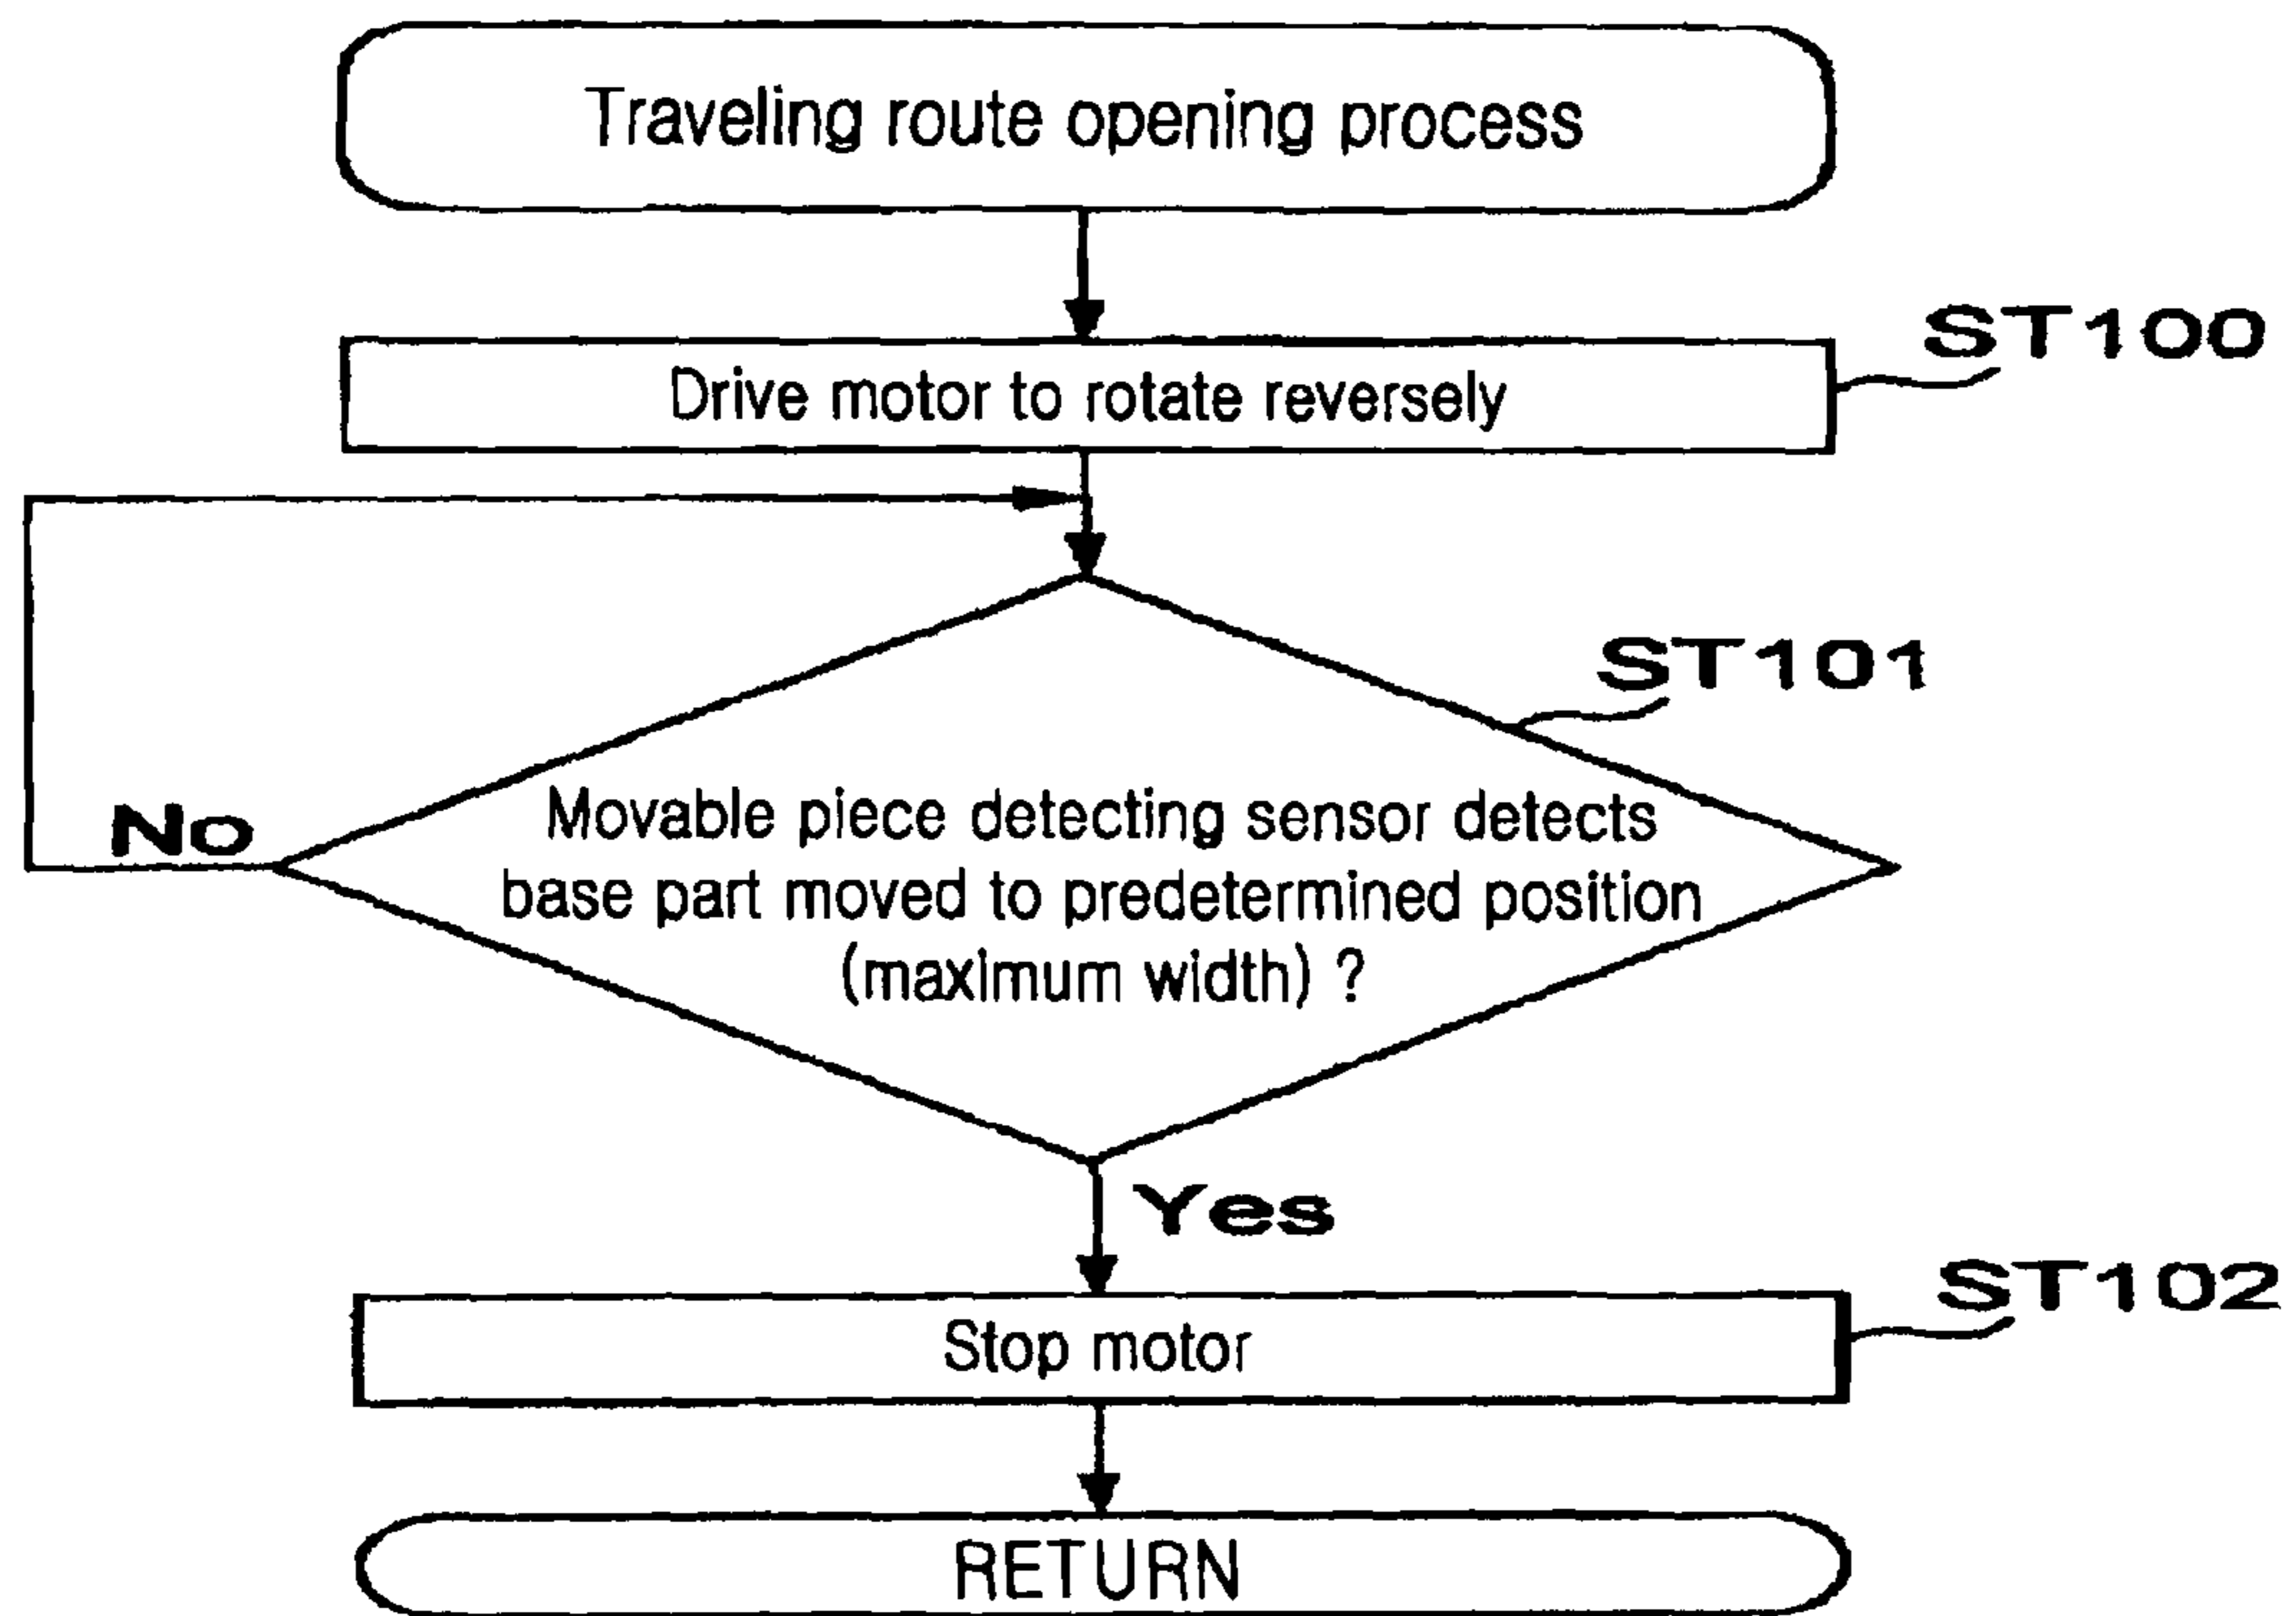 Traveling route opening process
ST100
Drive motor to rotate reversely
ST101
No
Movable piece detecting sensor detects
base part moved to predetermined position
(maximum width) ?
Yes
ST102
Stop motor
RETURN